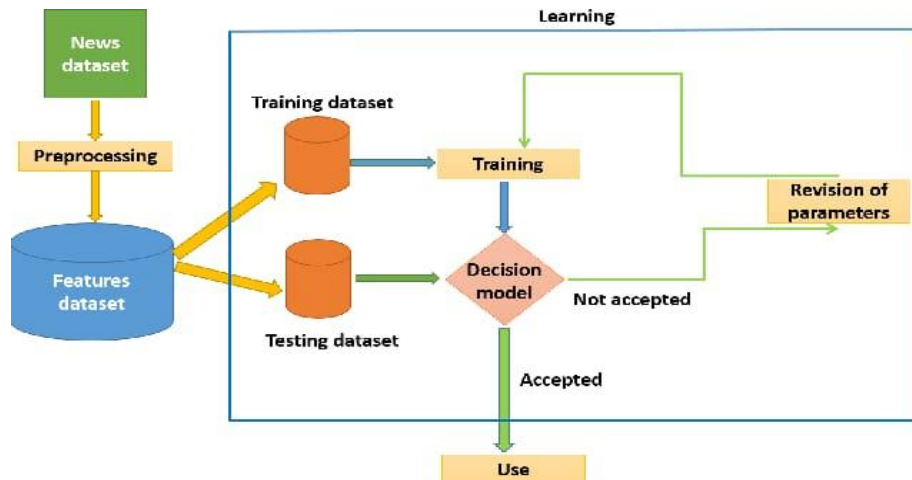 Learning
News
dataset
Training dataset
Preprocessing
Training
Revision of
parameters
Features
dataset
Decision
model
Not accepted
Testing dataset
Accepted
Use